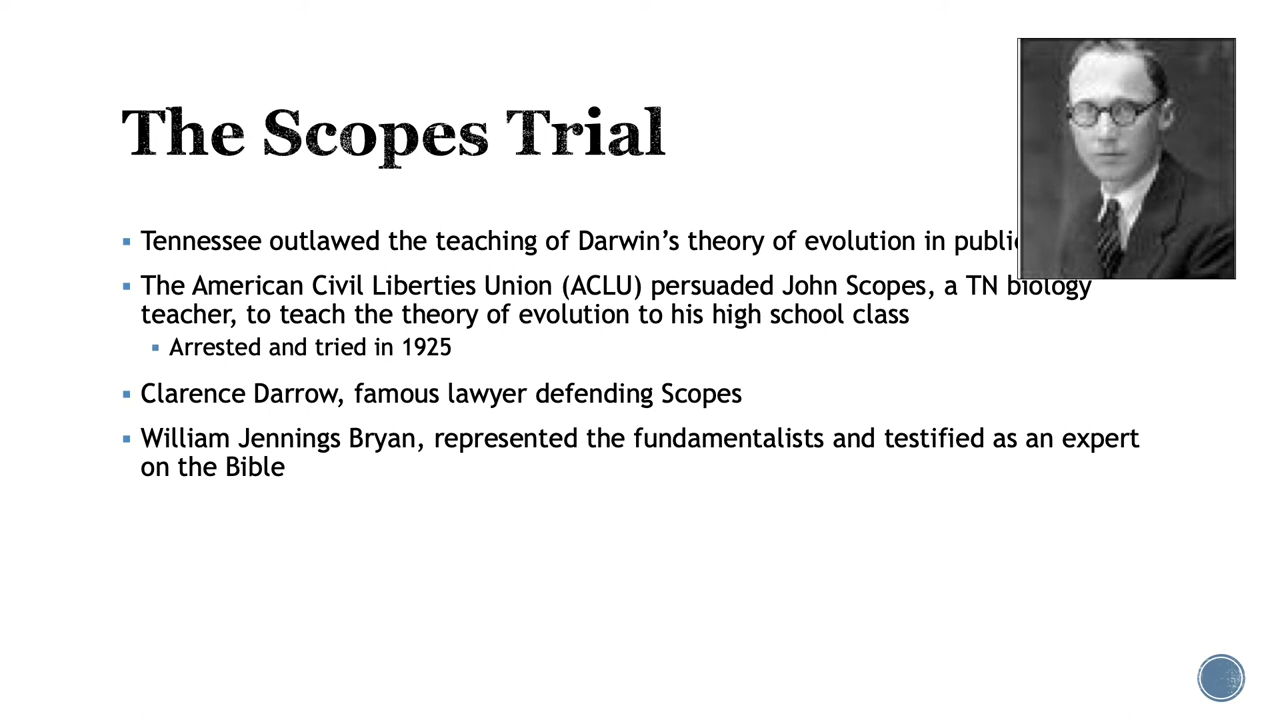 The Scopes Trial
Tennessee outlawed the teaching of Darwin’s theory of evolution in public
The American Civil Liberties Union (ACLU) persuaded John Scopes, a TN biology
teacher, to teach the theory of evolution to his high school class
Arrested and tried in 1925
Clarence Darrow, famous lawyer defending Scopes
William Jennings Bryan, represented the fundamentalists and testified as an expert
on the Bible